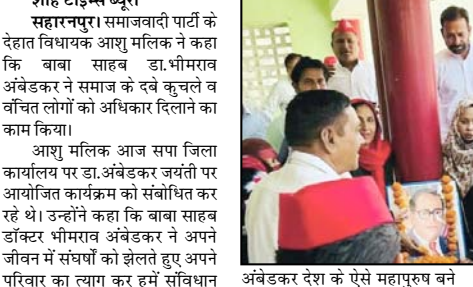 शाह टाइम्स ब्यूरो
सहारनपुर। समाजवादी पार्टी के
देहात विधायक आशु मलिक ने कहा
कि बाबा साहब डा.भीमराव
अंबेडकर ने समाज के दबे कुचले व
वंचित लोगों को अधिकार दिलाने का
काम किया।
आशु मलिक आज सपा जिला
कार्यालय पर डा.अंबेडकर जयंती पर
आयोजित कार्यक्रम को संबोधित कर
रहे थे। उन्होंने कहा कि बाबा साहब
डॉक्टर भीमराव अंबेडकर ने अपने
जीवन में संघर्षों को झेलते हुए अपने
परिवार का त्याग कर हमें संविधान
अंबेडकर देश के ऐसे महापुरुष बने